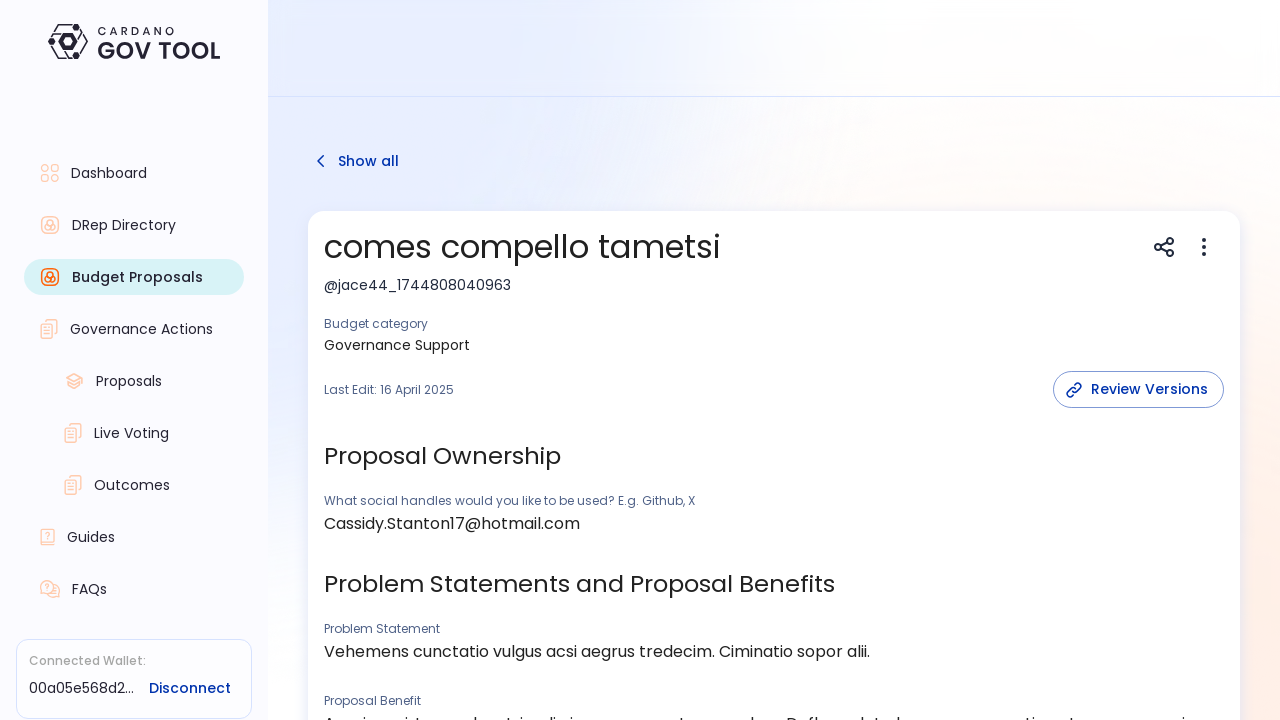 CARDANO
GOV TOOL
Dashboard
DRep Directory
Budget Proposals
Governance Actions
Proposals
Live Voting
Outcomes
Guides
FAQs
Connected Wallet:
00a05e568d2...
Disconnect
Show all
comes compello tametsi
@jace44_1744808040963
Budget category
Governance Support
Last Edit: 16 April 2025
Review Versions
Proposal Ownership
What social handles would you like to be used? E.g. Github, X
Cassidy.Stanton17@hotmail.com
Problem Statements and Proposal Benefits
Problem Statement
Vehemens cunctatio vulgus acsi aegrus tredecim. Ciminatio sopor alii.
Proposal Benefit